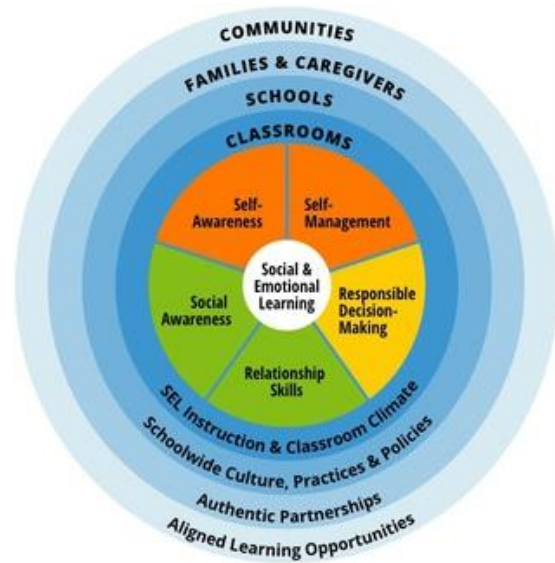 COMMUNITIES
FAMILIES & CAREGIVERS
SCHOOLS
CLASSROOMS
Self-
Awareness
Self-
Management
Social &
Emotional
Learning
Social
Awareness
Responsible
Decision-
Making
Relationship
Skills
SEL Instruction & Classroom Climate
Schoolwide Culture, Practices & Policies
Authentic Partnerships
Aligned Learning Opportunities